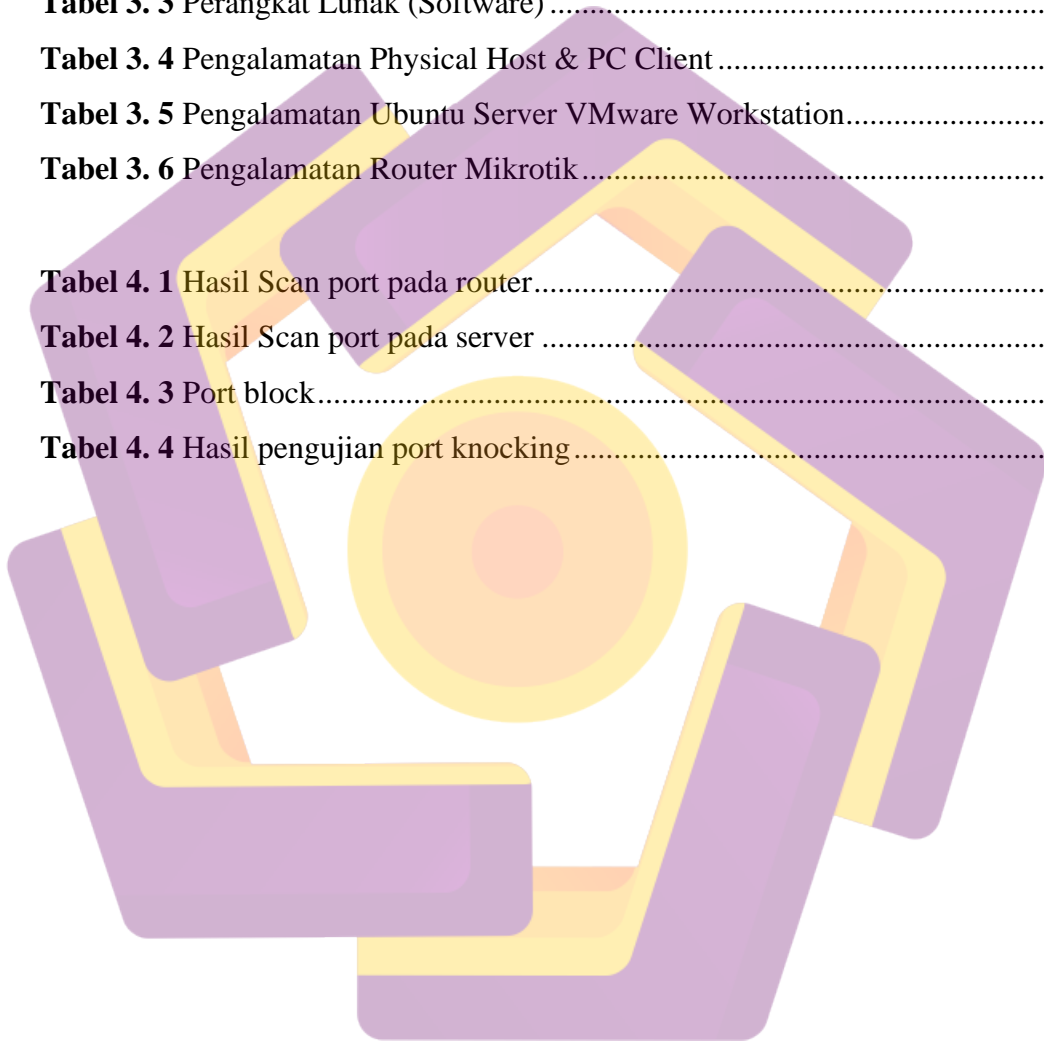 Tabel 3. 3 Perangkat Lunak (Software)............................................................
Tabel 3. 4 Pengalamatan Physical Host & PC Client..........................................
Tabel 3. 5 Pengalamatan Ubuntu Server VMware Workstation.........................
Tabel 3. 6 Pengalamatan Router Mikrotik..........................................................
Tabel 4. 1 Hasil Scan port pada router................................................................
Tabel 4. 2 Hasil Scan port pada server ...............................................................
Tabel 4. 3 Port block...........................................................................................
Tabel 4. 4 Hasil pengujian port knocking...........................................................